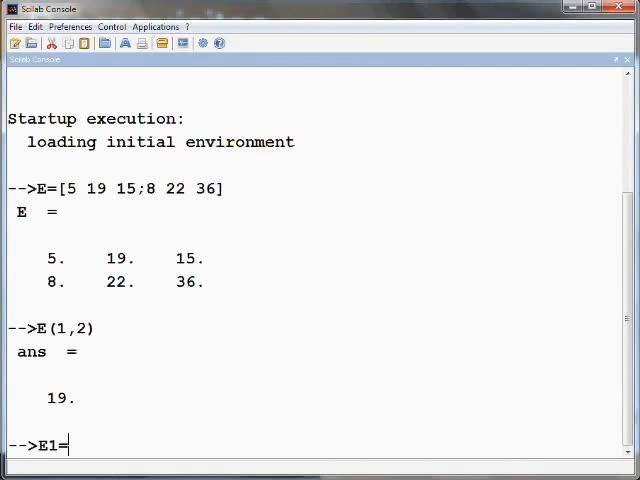 Scilab Console
File Edit Preferences Control Applications ?
Scilab Console
Startup execution:
loading initial environment
-->E=[5 19 15;8 22 36]
E =
5. 19. 15.
8. 22. 36.
-->E(1,2)
ans =
19.
-->E1=